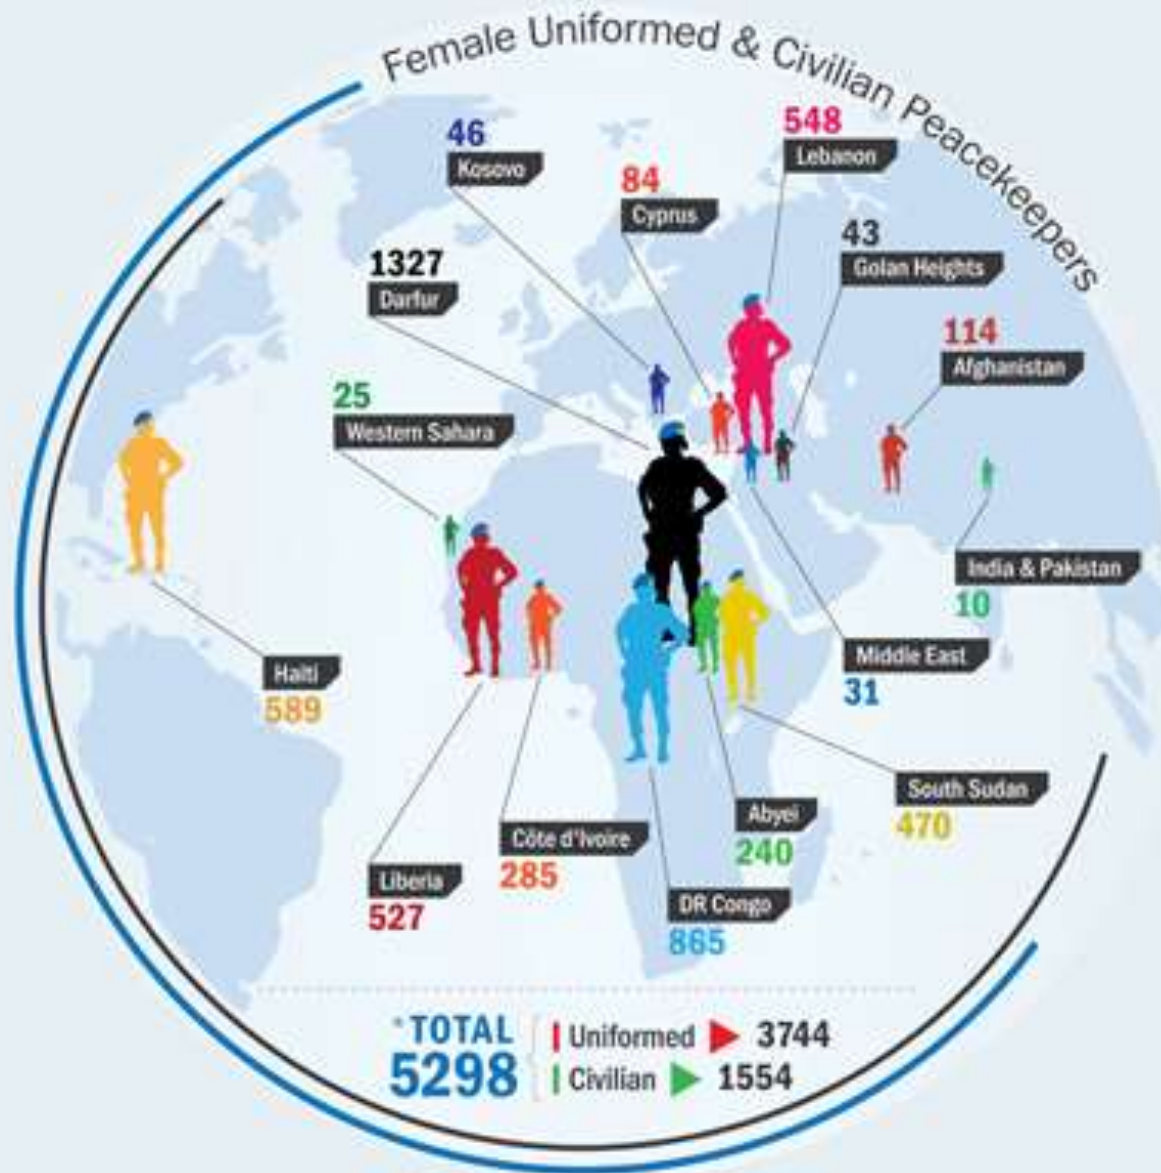 Female Uniformed & Civilian Peacekeepers
46
Kosovo
548
Lebanon
84
Cyprus
43
Golan Heights
1327
Darfur
114
Afghanistan
25
Western Sahara
India & Pakistan
10
Middle East
31
Haiti
589
South Sudan
470
Abyei
240
Côte d'Ivoire
285
Liberia
527
DR Congo
865
*TOTAL
5298
Uniformed 3744
Civilian 1554